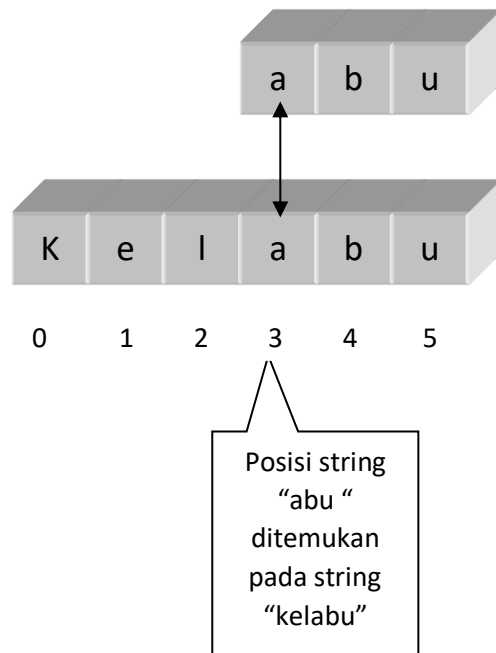 a b u
K e l a b u
0 1 2 3 4 5
Posisi string
“abu “
ditemukan
pada string
“kelabu”